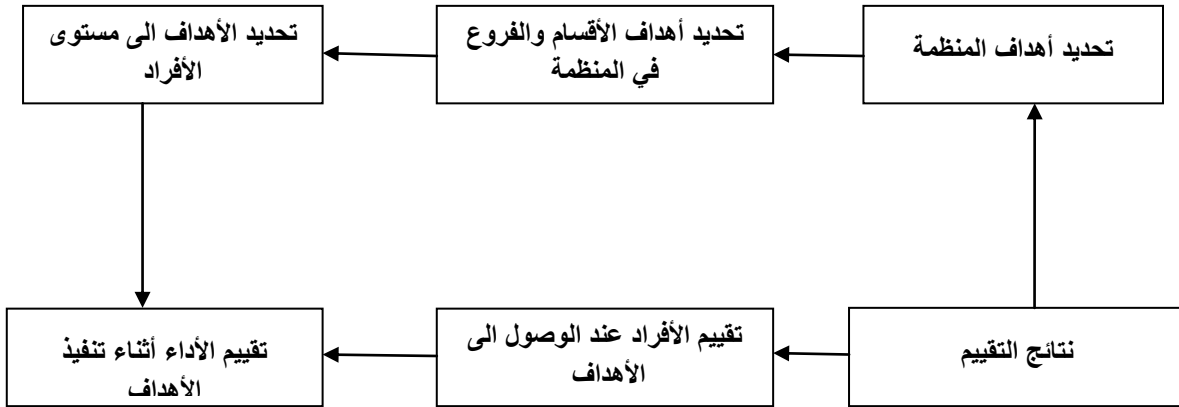 تحديد أهداف المنظمة
تحديد أهداف الأقسام والفروع
في المنظمة
تحديد الأهداف الى مستوى
الأفراد
نتائج التقييم
تقييم الأفراد عند الوصول الى
الأهداف
تقييم الأداء أثناء تنفيذ
الأهداف